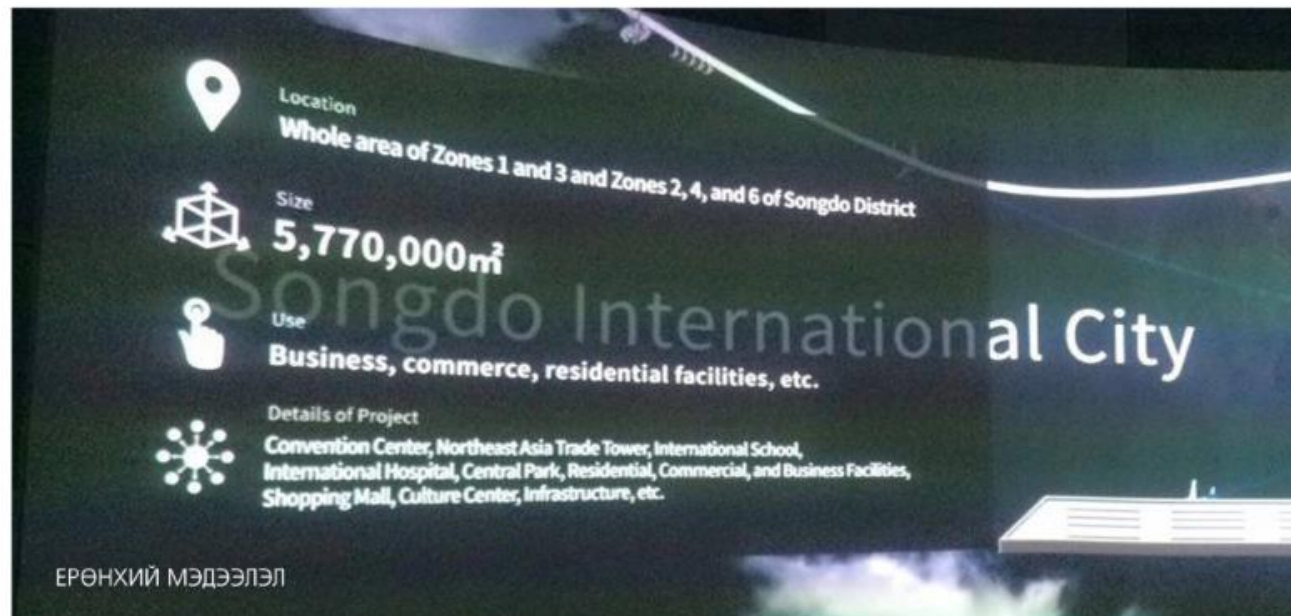 Location
Whole area of Zones 1 and 3 and Zones 2, 4, and 6 of Songdo District
Size
5,770,000㎡
Songdo International City
Use
Business, commerce, residential facilities, etc.
Details of Project
Convention Center, Northeast Asia Trade Tower, International School,
International Hospital, Central Park, Residential, Commercial, and Business Facilities,
Shopping Mall, Culture Center, Infrastructure, etc.
ЕРӨНХИЙ МЭДЭЭЛЭЛ